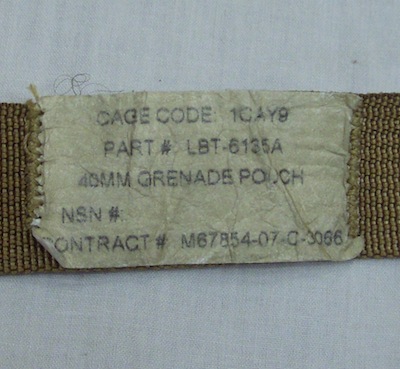 CAGE CODE: 1CAY9
PART # LBT-6135A
40MM GRENADE POUCH
NSN #:
CONTRACT # M67854-07-C-3066